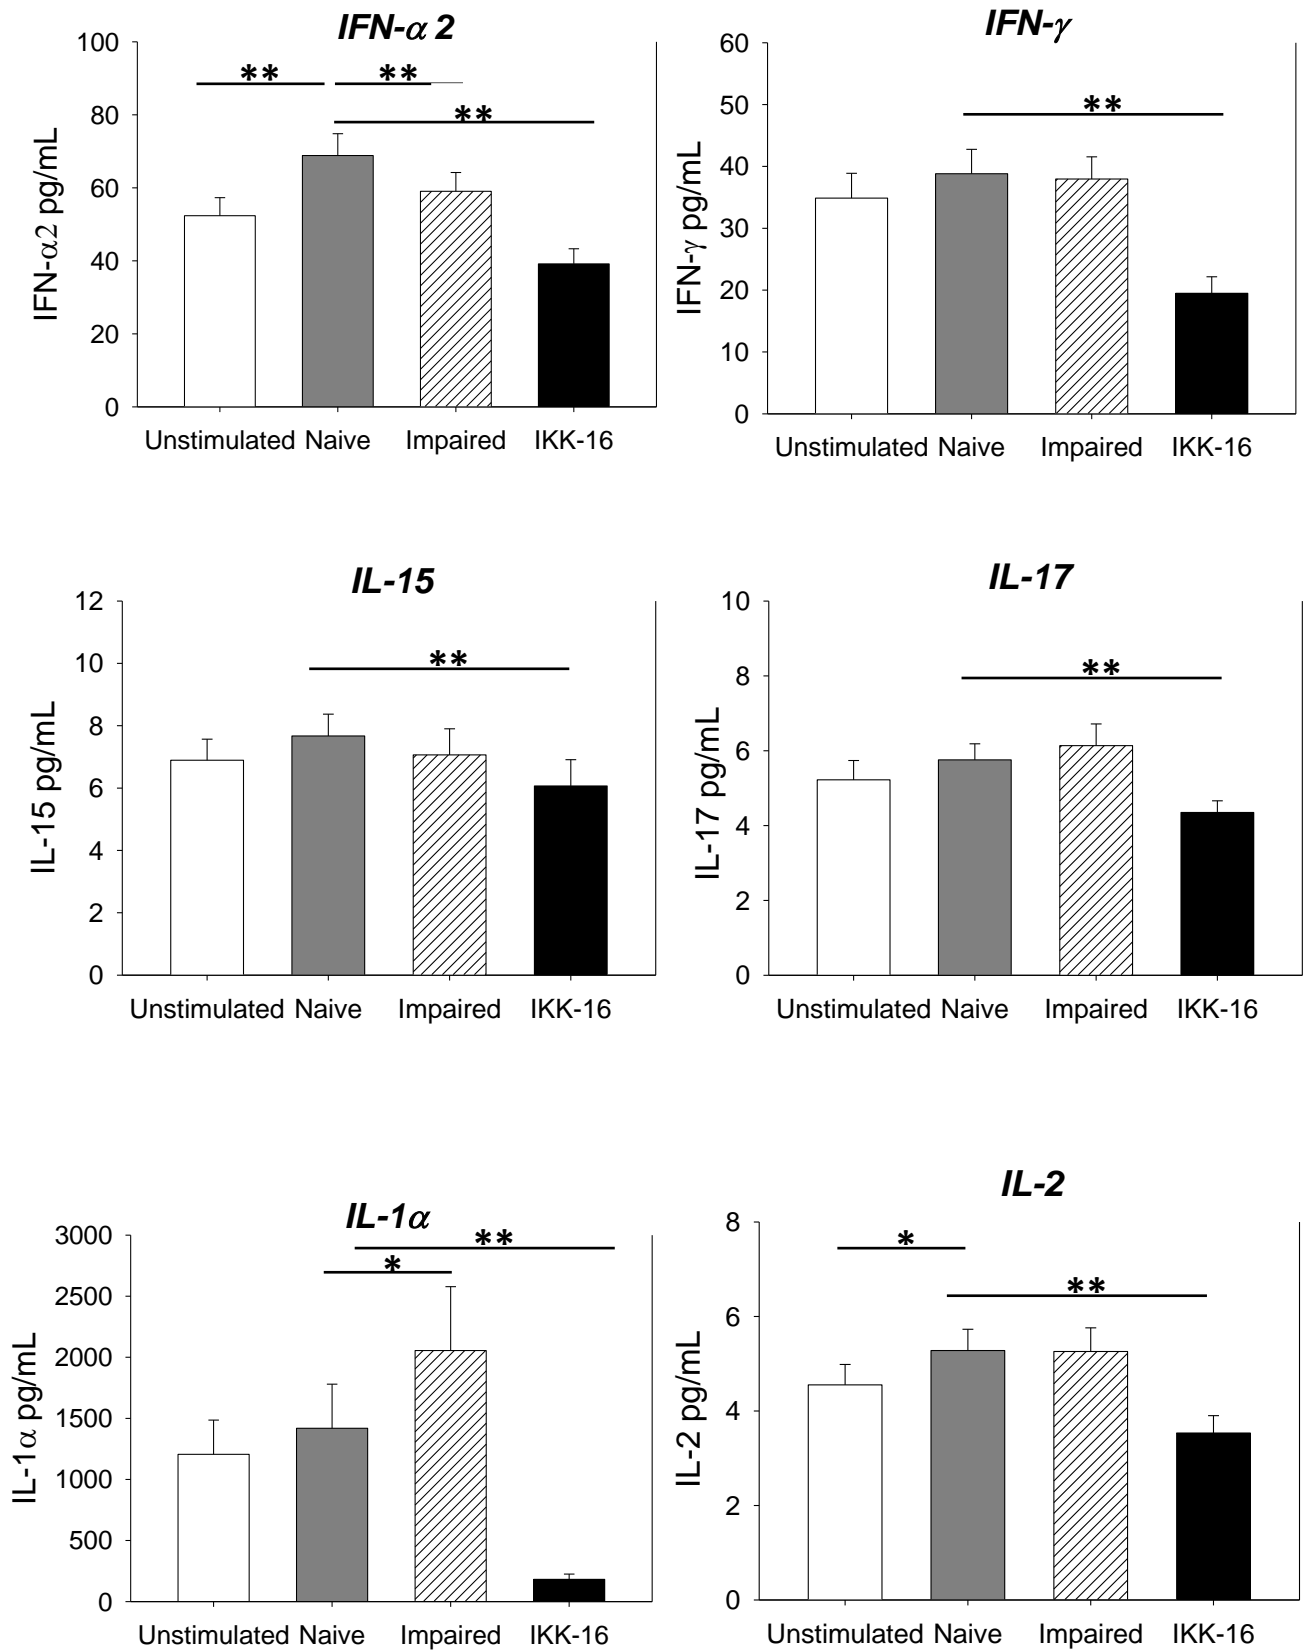 IFN-α 2
100
80
60
40
20
0
IFN-α2 pg/mL
**
**
**
Unstimulated Naive Impaired IKK-16
IFN-γ
60
50
40
30
20
10
0
IFN-γ pg/mL
**
Unstimulated Naive Impaired IKK-16
IL-15
12
10
8
6
4
2
0
IL-15 pg/mL
**
Unstimulated Naive Impaired IKK-16
IL-17
10
8
6
4
2
0
IL-17 pg/mL
**
Unstimulated Naive Impaired IKK-16
IL-1α
3000
2500
2000
1500
1000
500
0
IL-1α pg/mL
**
*
Unstimulated Naive Impaired IKK-16
IL-2
8
6
4
2
0
IL-2 pg/mL
*
**
Unstimulated Naive Impaired IKK-16